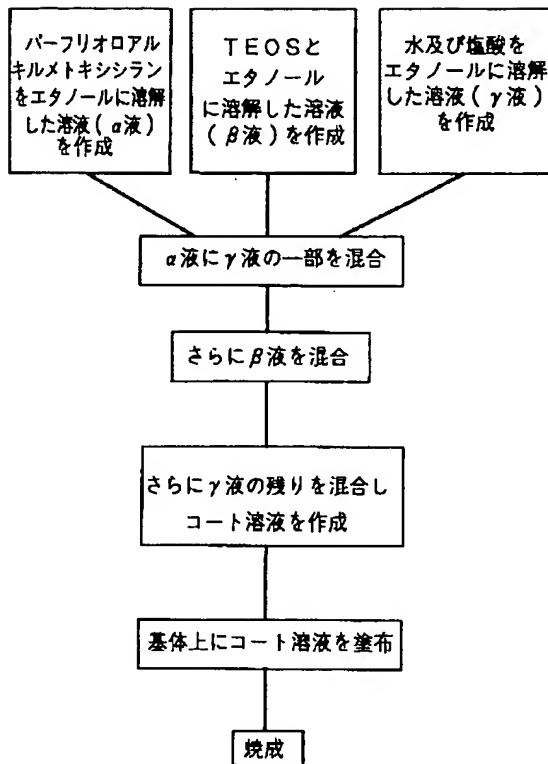 パーフリオロアル
キルメトキシシラン
をエタノールに溶解
した溶液(α液)
を作成
TEOSと
エタノール
に溶解した溶液
(β液)を作成
水及び塩酸を
エタノールに溶解
した溶液(γ液)
を作成
α液にγ液の一部を混合
さらにβ液を混合
さらにγ液の残りを混合し
コート溶液を作成
基体上にコート溶液を塗布
焼成